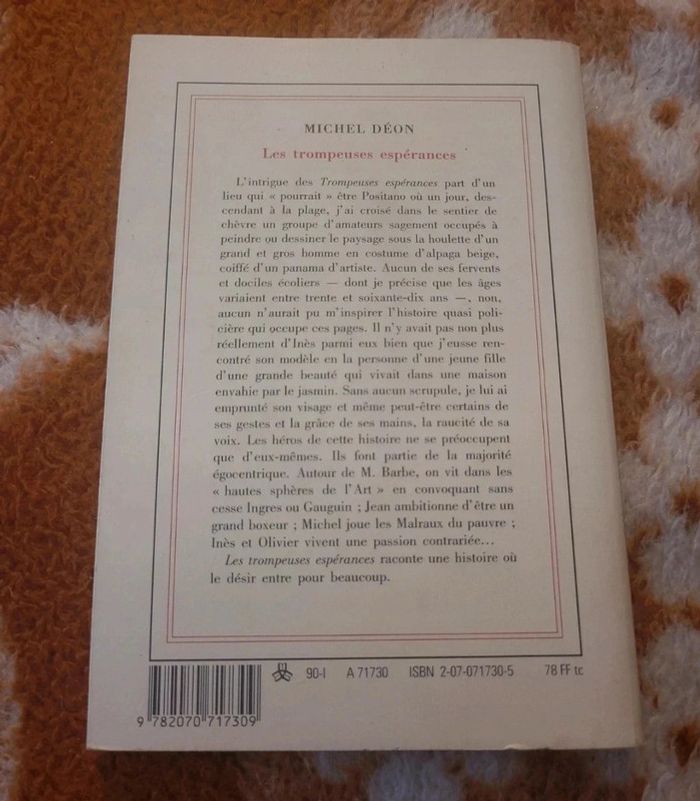 MICHEL DÉON
Les trompeuses espérances
L'intrigue des Trompeuses espérances part d'un
lieu qui « pourrait » être Positano où un jour, des-
cendant à la plage, j'ai croisé dans le sentier de
chèvre un groupe d'amateurs sagement occupés à
peindre ou dessiner le paysage sous la houlette d'un
grand et gros homme en costume d'alpaga beige,
coiffé d'un panama d'artiste. Aucun de ses fervents
et dociles écoliers — dont je précise que les âges
variaient entre trente et soixante-dix ans —, non,
aucun n'aurait pu m'inspirer l'histoire quasi poli-
cière qui occupe ces pages. Il n'y avait pas non plus
réellement d'Inès parmi eux bien que j'eusse ren-
contré son modèle en la personne d'une jeune fille
d'une grande beauté qui vivait dans une maison
envahie par le jasmin. Sans aucun scrupule, je lui ai
emprunté son visage et même peut-être certains de
ses gestes et la grâce de ses mains, la raucité de sa
voix. Les héros de cette histoire ne se préoccupent
que d'eux-mêmes. Ils font partie de la majorité
égocentrique. Autour de M. Barbe, on vit dans les
« hautes sphères de l'Art » en convoquant sans
cesse Ingres ou Gauguin ; Jean ambitionne d'être un
grand boxeur ; Michel joue les Malraux du pauvre ;
Inès et Olivier vivent une passion contrariée...
Les trompeuses espérances raconte une histoire où
le désir entre pour beaucoup.
90-I A 71730 ISBN 2-07-071730-5 78 FF tc
9 782070 717309